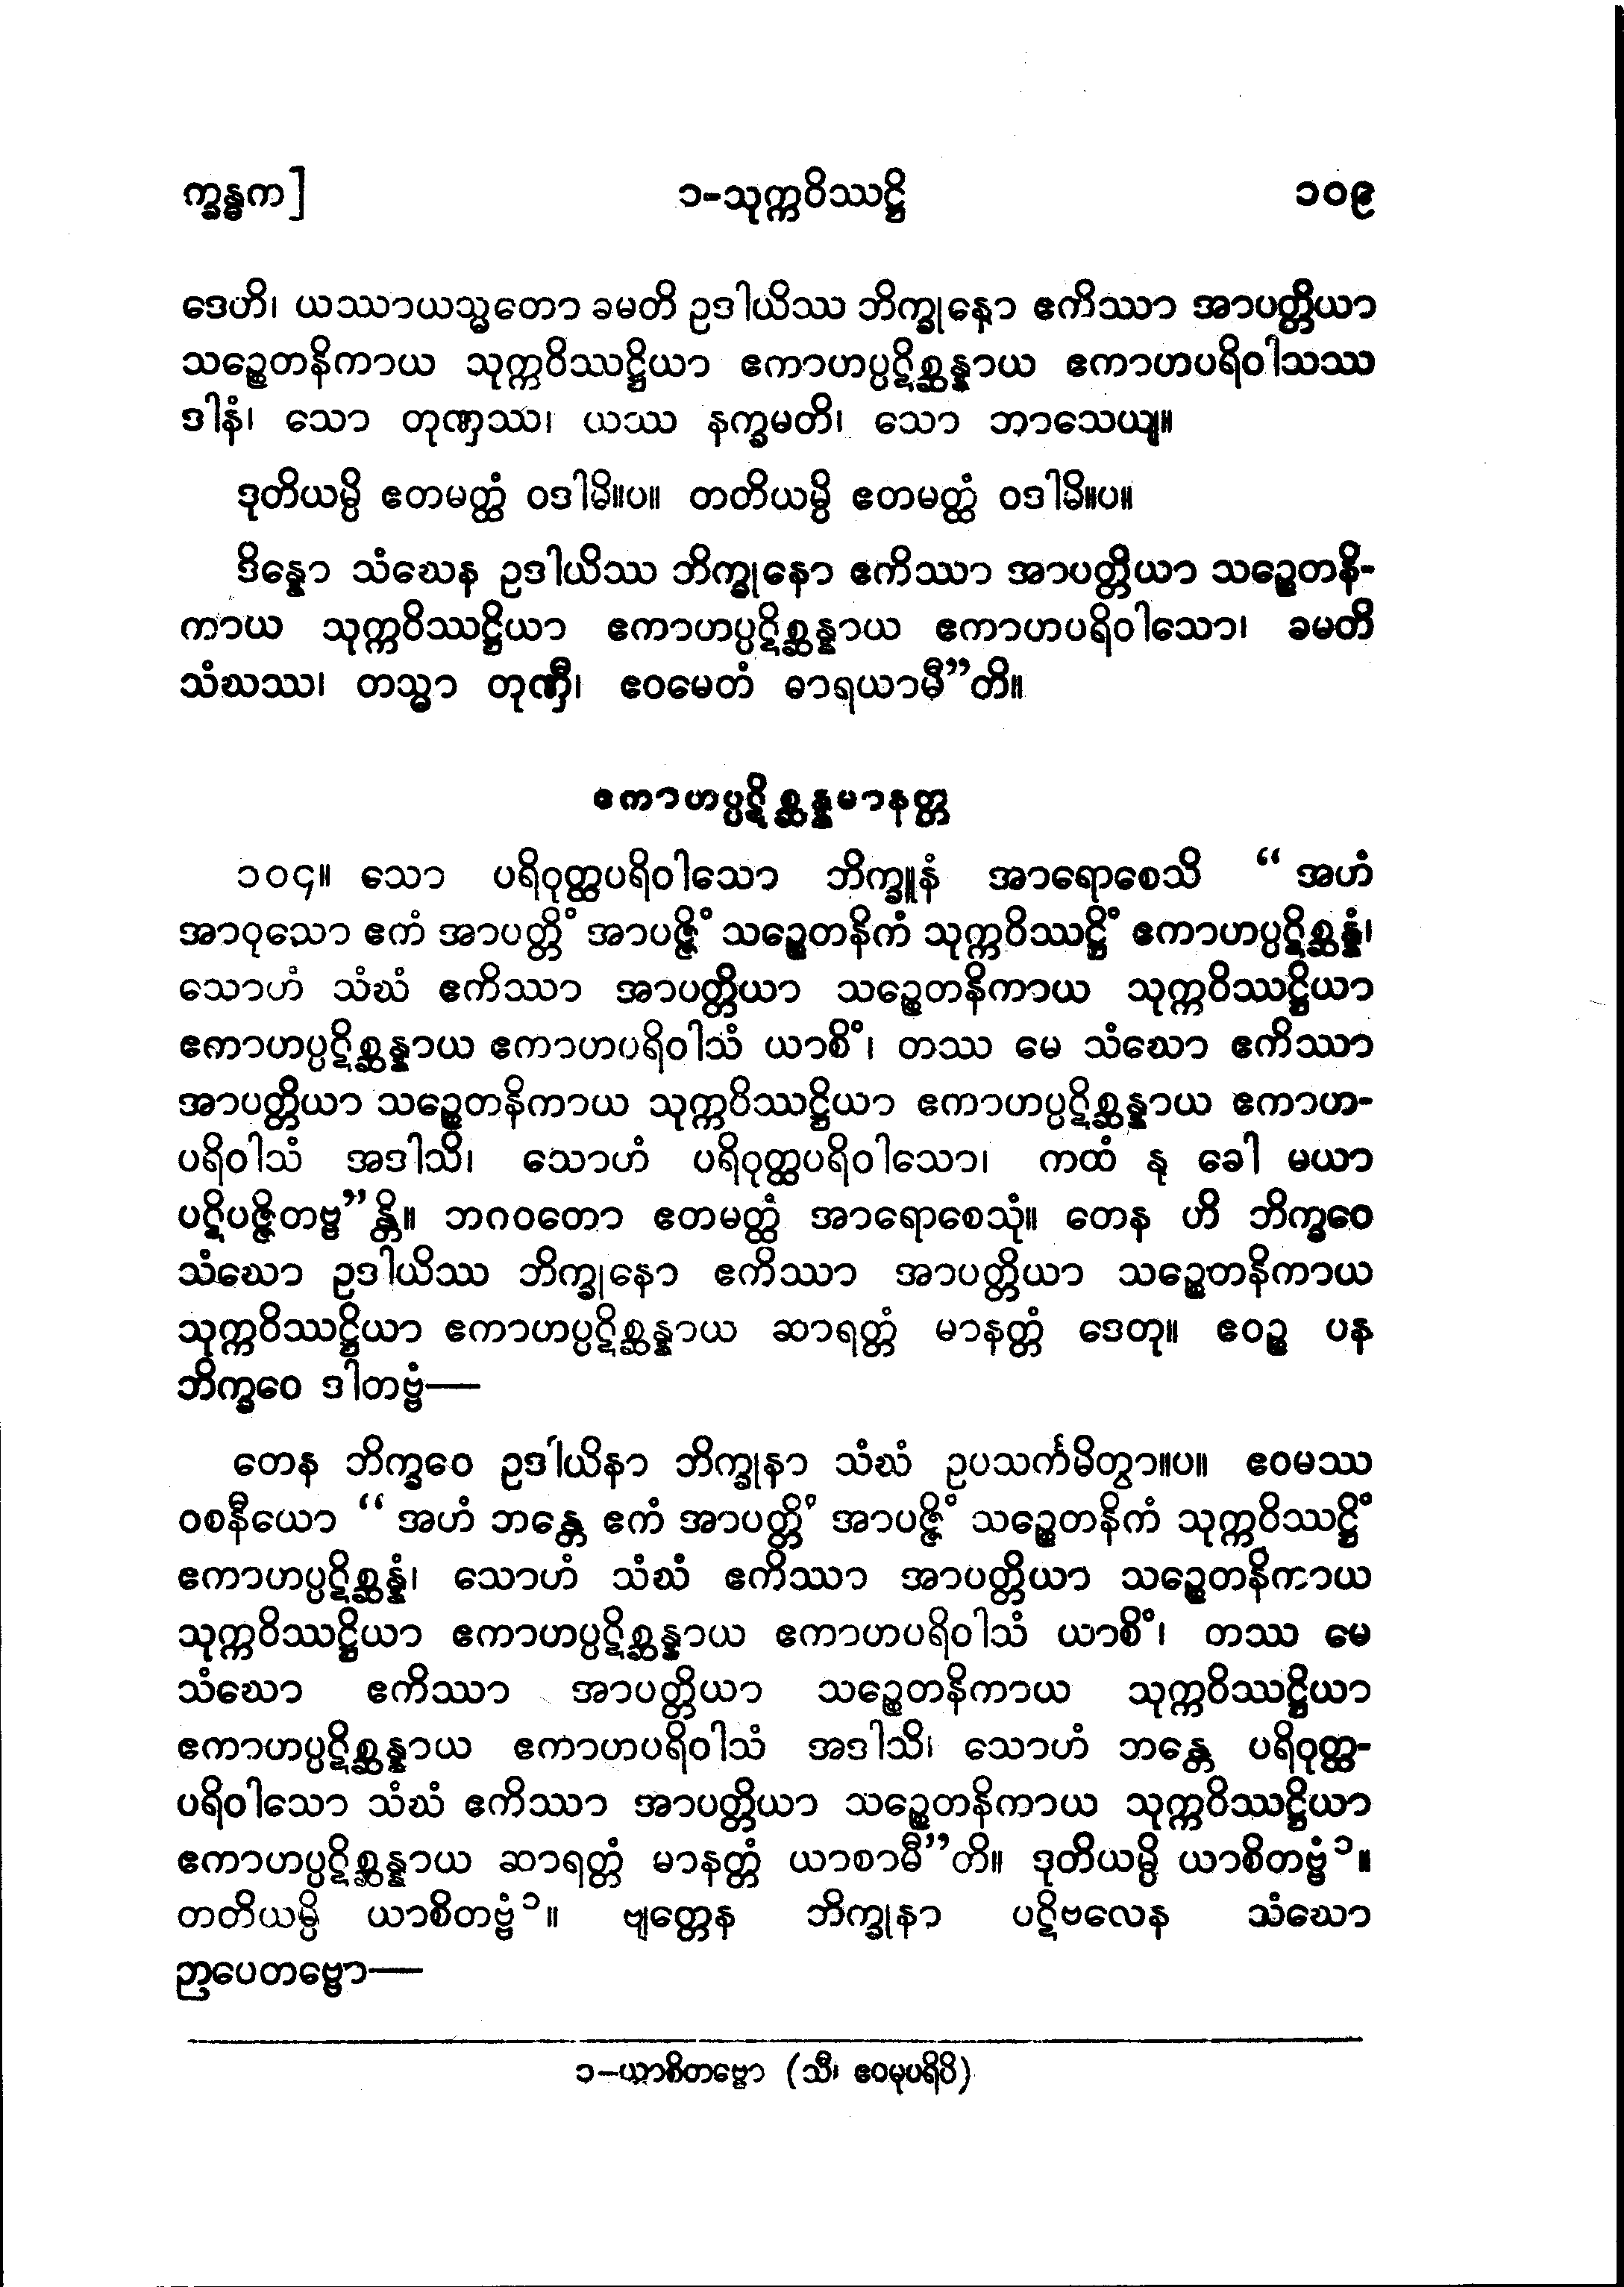 က္ခန္ဓက]
၁-သုက္ကဝိဿဋ္ဌိ
၁၀၉
ဒေဟိ၊ ယဿာယသ္မတော ခမတိ ဥဒါယိဿ ဘိက္ခုနော ဧကိဿာ အာပတ္တိယာ
သဉ္စေတနိကာယ သုက္ကဝိဿဋ္ဌိယာ ဧကာဟပ္ပဋိစ္ဆန္နာယ ဧကာဟပရိဝါသဿ
ဒါနံ၊ သော တုဏှဿ၊ ယဿ နက္ခမတိ၊ သော ဘာသေယျ။
ဒုတိယမ္ပိ ဧတမတ္ထံ ဝဒါမိ။ပ။ တတိယမ္ပိ ဧတမတ္ထံ ဝဒါမိ။ပ။
ဒိန္နော သံဃေန ဥဒါယိဿ ဘိက္ခုနော ဧကိဿာ အာပတ္တိယာ သဉ္စေတနိ-
ကာယ သုက္ကဝိဿဋ္ဌိယာ ဧကာဟပ္ပဋိစ္ဆန္နာယ ဧကာဟပရိဝါသော၊ ခမတိ
သံဃဿ၊ တသ္မာ တုဏှီ၊ ဧဝမေတံ ဓာရယာမီ”တိ။
ဧကာဟပ္ပဋိစ္ဆန္နမာနတ္တ
၁၀၄။ သော ပရိဝုတ္ထပရိဝါသော ဘိက္ခူနံ အာရောစေသိ “ အဟံ
အာဝုသော ဧကံ အာပတ္တိံ အာပဇ္ဇိံ သဉ္စေတနိကံ သုက္ကဝိဿဋ္ဌိံ ဧကာဟပ္ပဋိစ္ဆန္နံ၊
သောဟံ သံဃံ ဧကိဿာ အာပတ္တိယာ သဉ္စေတနိကာယ သုက္ကဝိဿဋ္ဌိယာ
ဧကာဟပ္ပဋိစ္ဆန္နာယ ဧကာဟပရိဝါသံ ယာစိံ၊ တဿ မေ သံဃော ဧကိဿာ
အာပတ္တိယာ သဉ္စေတနိကာယ သုက္ကဝိဿဋ္ဌိယာ ဧကာဟပ္ပဋိစ္ဆန္နာယ ဧကာဟ-
ပရိဝါသံ အဒါသိ၊ သောဟံ ပရိဝုတ္ထပရိဝါသော၊ ကထံ နု ခေါ မယာ
ပဋိပဇ္ဇိတဗ္ဗ”န္တိ။ ဘဂဝတော ဧတမတ္ထံ အာရောစေသုံ။ တေန ဟိ ဘိက္ခဝေ
သံဃော ဥဒါယိဿ ဘိက္ခုနော ဧကိဿာ အာပတ္တိယာ သဉ္စေတနိကာယ
သုက္ကဝိဿဋ္ဌိယာ ဧကာဟပ္ပဋိစ္ဆန္နာယ ဆာရတ္တံ မာနတ္တံ ဒေတု။ ဧဝဉ္စ ပန
ဘိက္ခဝေ ဒါတဗ္ဗံ—
တေန ဘိက္ခဝေ ဥဒါယိနာ ဘိက္ခုနာ သံဃံ ဥပသင်္ကမိတွာ။ပ။ ဧဝမဿ
ဝစနီယော “ အဟံ ဘန္တေ ဧကံ အာပတ္တိံ အာပဇ္ဇိံ သဉ္စေတနိကံ သုက္ကဝိဿဋ္ဌိံ
ဧကာဟပ္ပဋိစ္ဆန္နံ၊ သောဟံ သံဃံ ဧကိဿာ အာပတ္တိယာ သဉ္စေတနိကာယ
သုက္ကဝိဿဋ္ဌိယာ ဧကာဟပ္ပဋိစ္ဆန္နာယ ဧကာဟပရိဝါသံ ယာစိံ၊ တဿ မေ
သံဃော ဧကိဿာ အာပတ္တိယာ သဉ္စေတနိကာယ သုက္ကဝိဿဋ္ဌိယာ
ဧကာဟပ္ပဋိစ္ဆန္နာယ ဧကာဟပရိဝါသံ အဒါသိ၊ သောဟံ ဘန္တေ ပရိဝုတ္ထ-
ပရိဝါသော သံဃံ ဧကိဿာ အာပတ္တိယာ သဉ္စေတနိကာယ သုက္ကဝိဿဋ္ဌိယာ
ဧကာဟပ္ပဋိစ္ဆန္နာယ ဆာရတ္တံ မာနတ္တံ ယာစာမီ”တိ။ ဒုတိယမ္ပိ ယာစိတဗ္ဗံ ၁။
တတိယမ္ပိ ယာစိတဗ္ဗံ ၁။ ဗျတ္တေန ဘိက္ခုနာ ပဋိဗလေန သံဃော
ဉာပေတဗ္ဗော—
၁–ယာစိတဗ္ဗော (သီ၊ ဧဝမုပရိပိ)